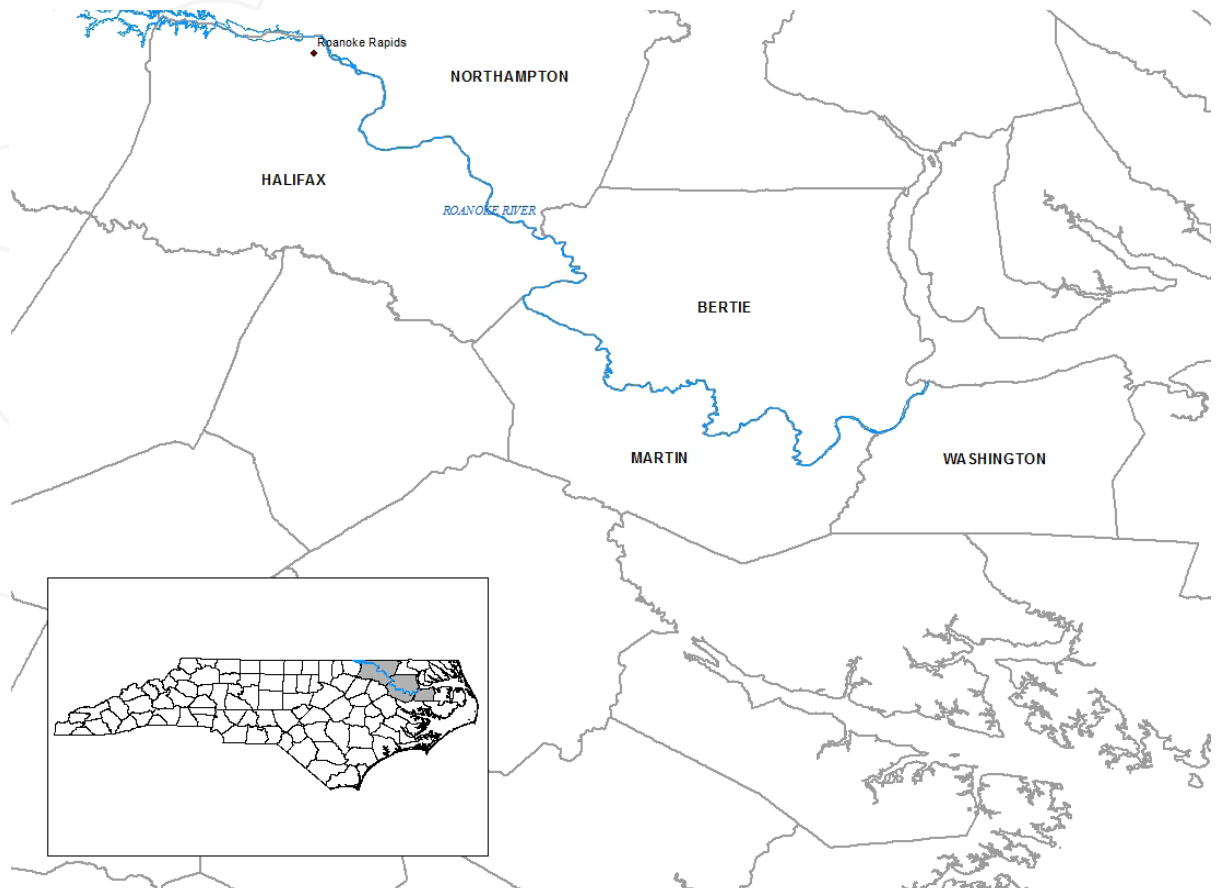 Roanoke Rapids
NORTHAMPTON
HALIFAX
ROANOKE RIVER
BERTIE
MARTIN
WASHINGTON